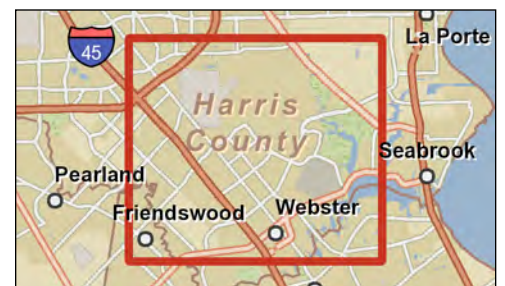 La Porte
45
Harris
County
Seabrook
Pearland
Friendswood
Webster